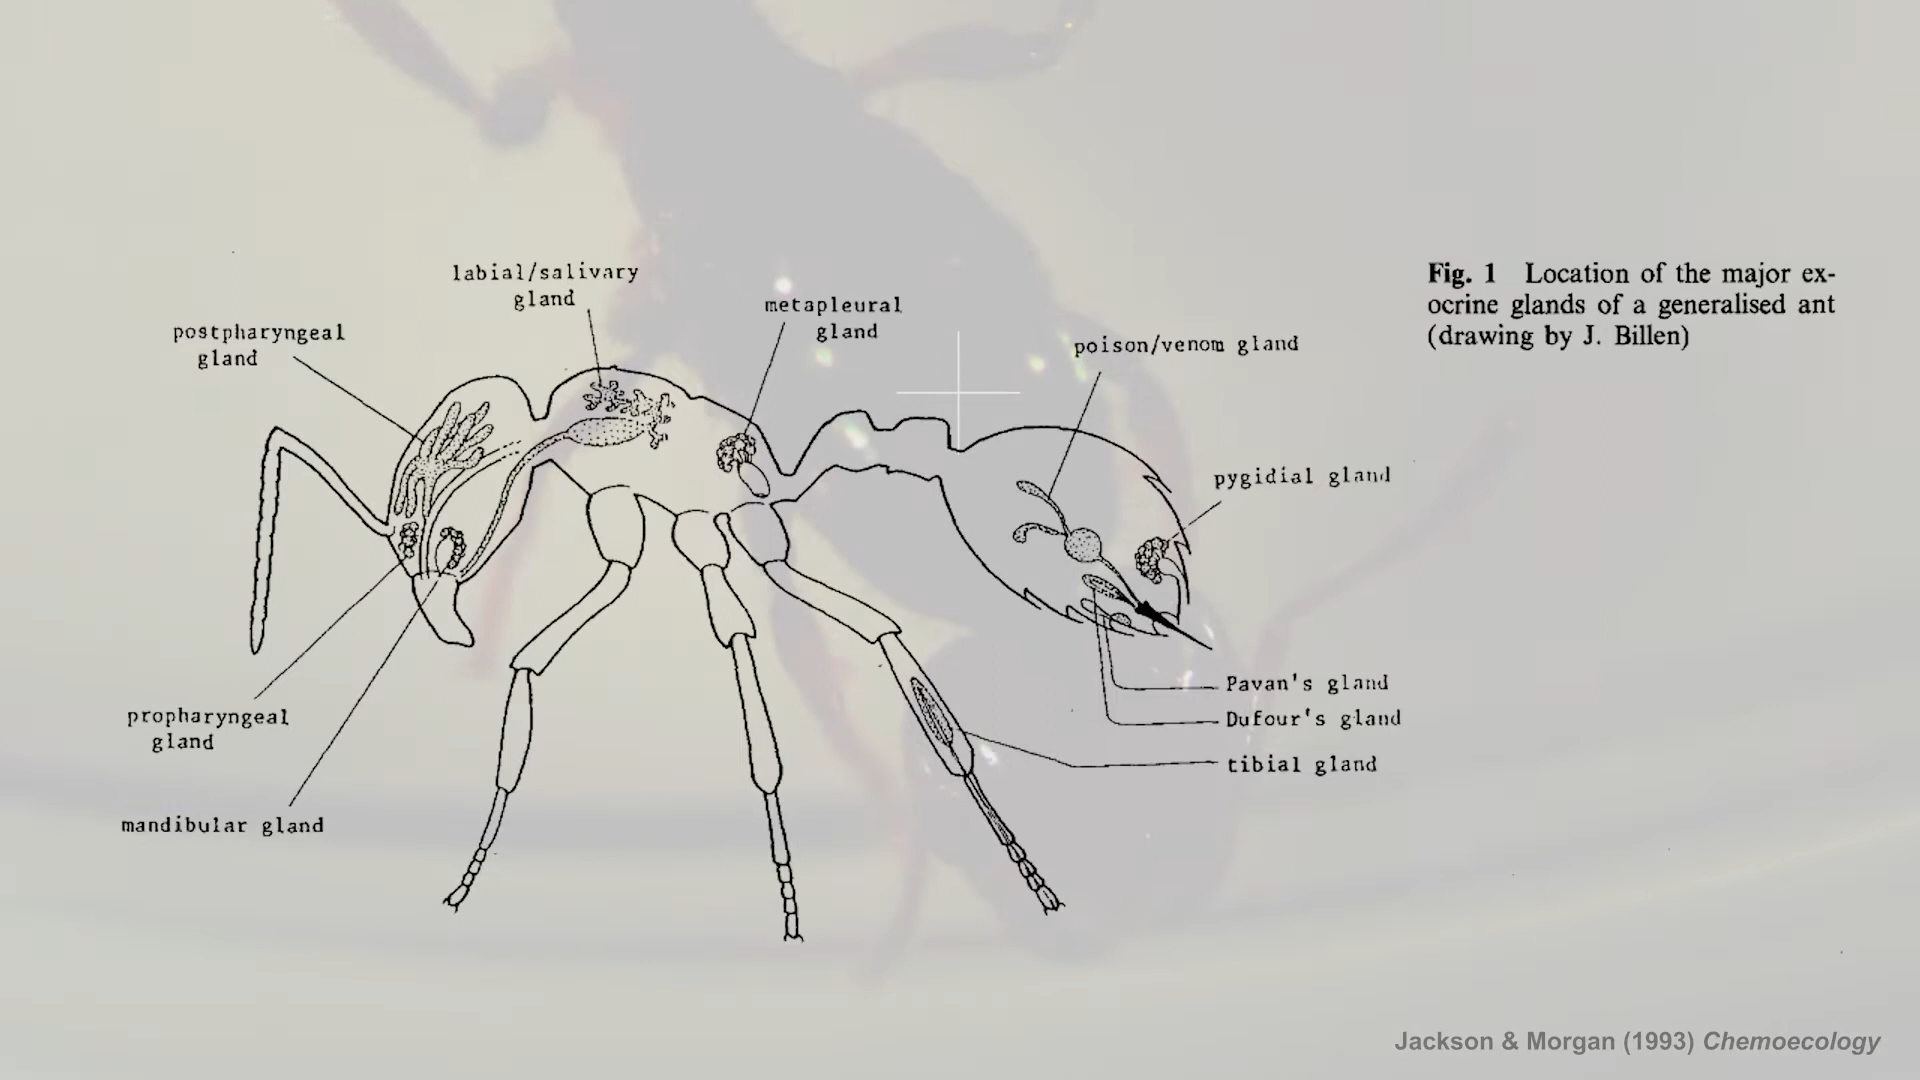 labial/salivary
gland
metapleural
gland
postpharyngeal
gland
poison/venom gland
Fig. 1 Location of the major ex-
ocrine glands of a generalised ant
(drawing by J. Billen)
pygidial gland
Pavan's gland
Dufour's gland
tibial gland
propharyngeal
gland
mandibular gland
Jackson & Morgan (1993) Chemoecology